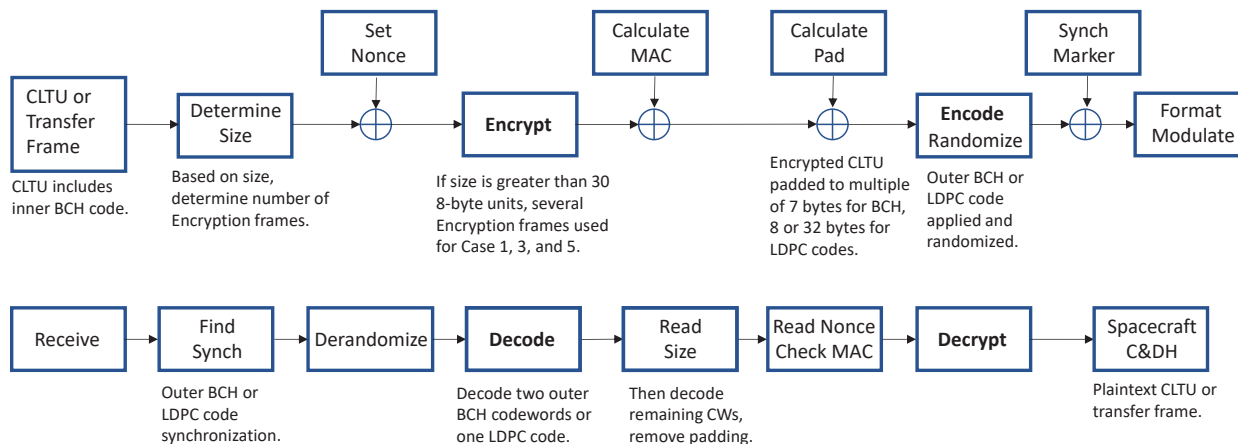 Set
Nonce
Calculate
MAC
Calculate
Pad
Synch
Marker
CLTU or
Transfer
Frame
Determine
Size
Encrypt
Encode
Randomize
Format
Modulate
CLTU includes
inner BCH code.
Based on size,
determine number of
Encryption frames.
If size is greater than 30
8-byte units, several
Encryption frames used
for Case 1, 3, and 5.
Encrypted CLTU
padded to multiple
of 7 bytes for BCH,
8 or 32 bytes for
LDPC codes.
Outer BCH or
LDPC code
applied and
randomized.
Receive
Find
Synch
Derandomize
Decode
Read
Size
Read Nonce
Check MAC
Decrypt
Spacecraft
C&DH
Outer BCH or
LDPC code
synchronization.
Decode two outer
BCH codewords or
one LDPC code.
Then decode
remaining CWs,
remove padding.
Plaintext CLTU or
transfer frame.